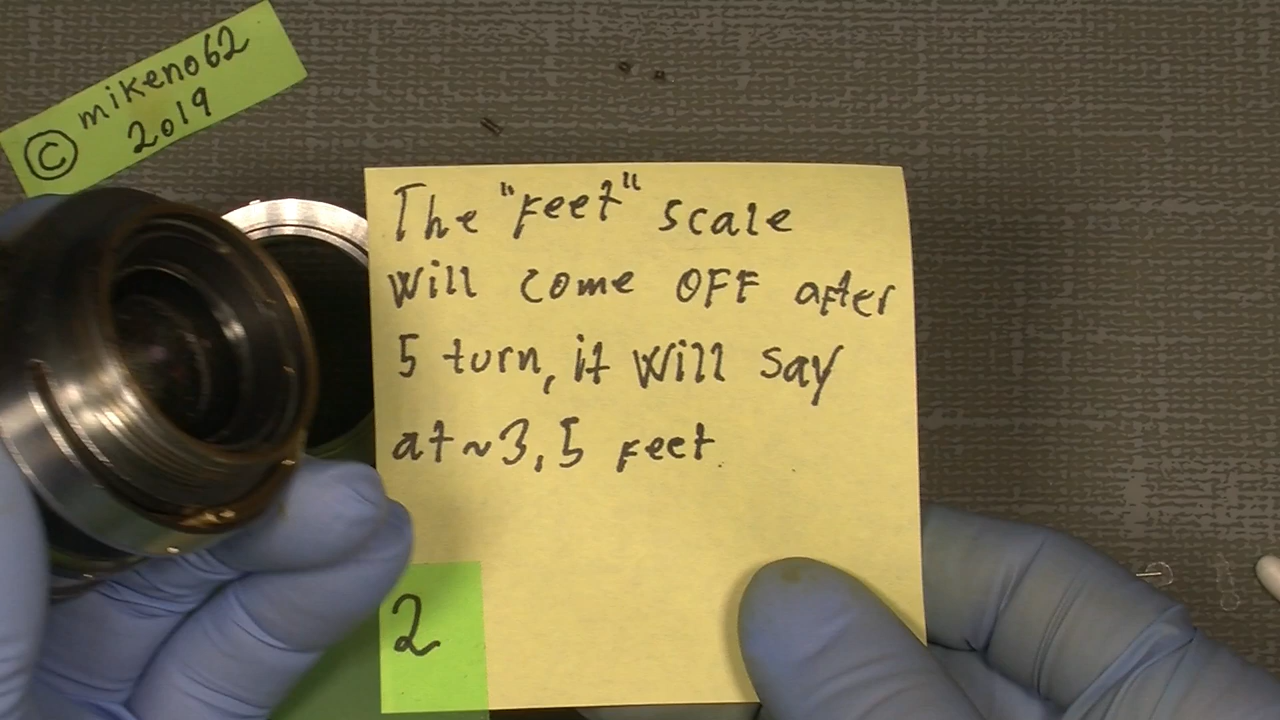 © mikeno62
2019
The "Feet" scale
will come OFF after
5 turn, it will say
at ~ 3,5 Feet
2